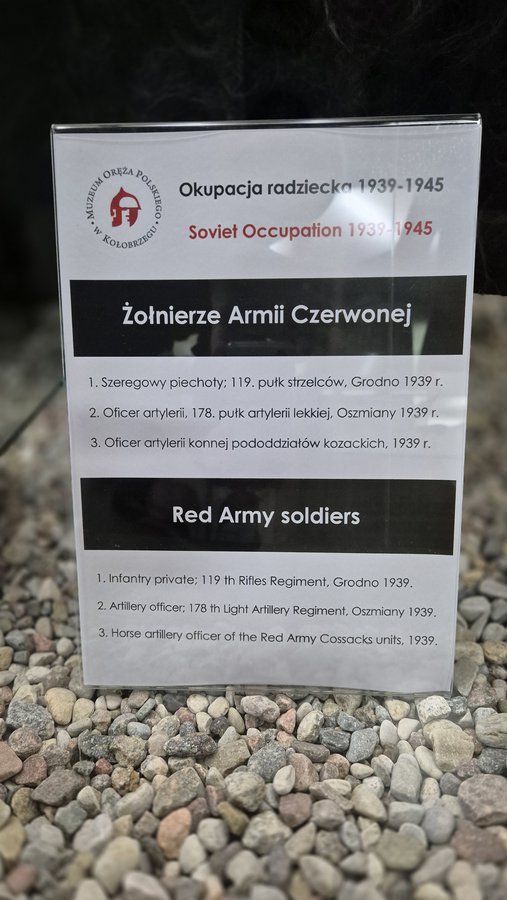 MUZEUM ORĘŻA POLSKIEGO
W KOŁOBRZEGU
Okupacja radziecka 1939-1945
Soviet Occupation 1939-1945
Żołnierze Armii Czerwonej
1. Szeregowy piechoty; 119. pułk strzelców, Grodno 1939 r.
2. Oficer artylerii, 178. pułk artylerii lekkiej, Oszmiany 1939 r.
3. Oficer artylerii konnej pododdziałów kozackich, 1939 r.
Red Army soldiers
1. Infantry private; 119 th Rifles Regiment, Grodno 1939.
2. Artillery officer; 178 th Light Artillery Regiment, Oszmiany 1939.
3. Horse artillery officer of the Red Army Cossacks units, 1939.